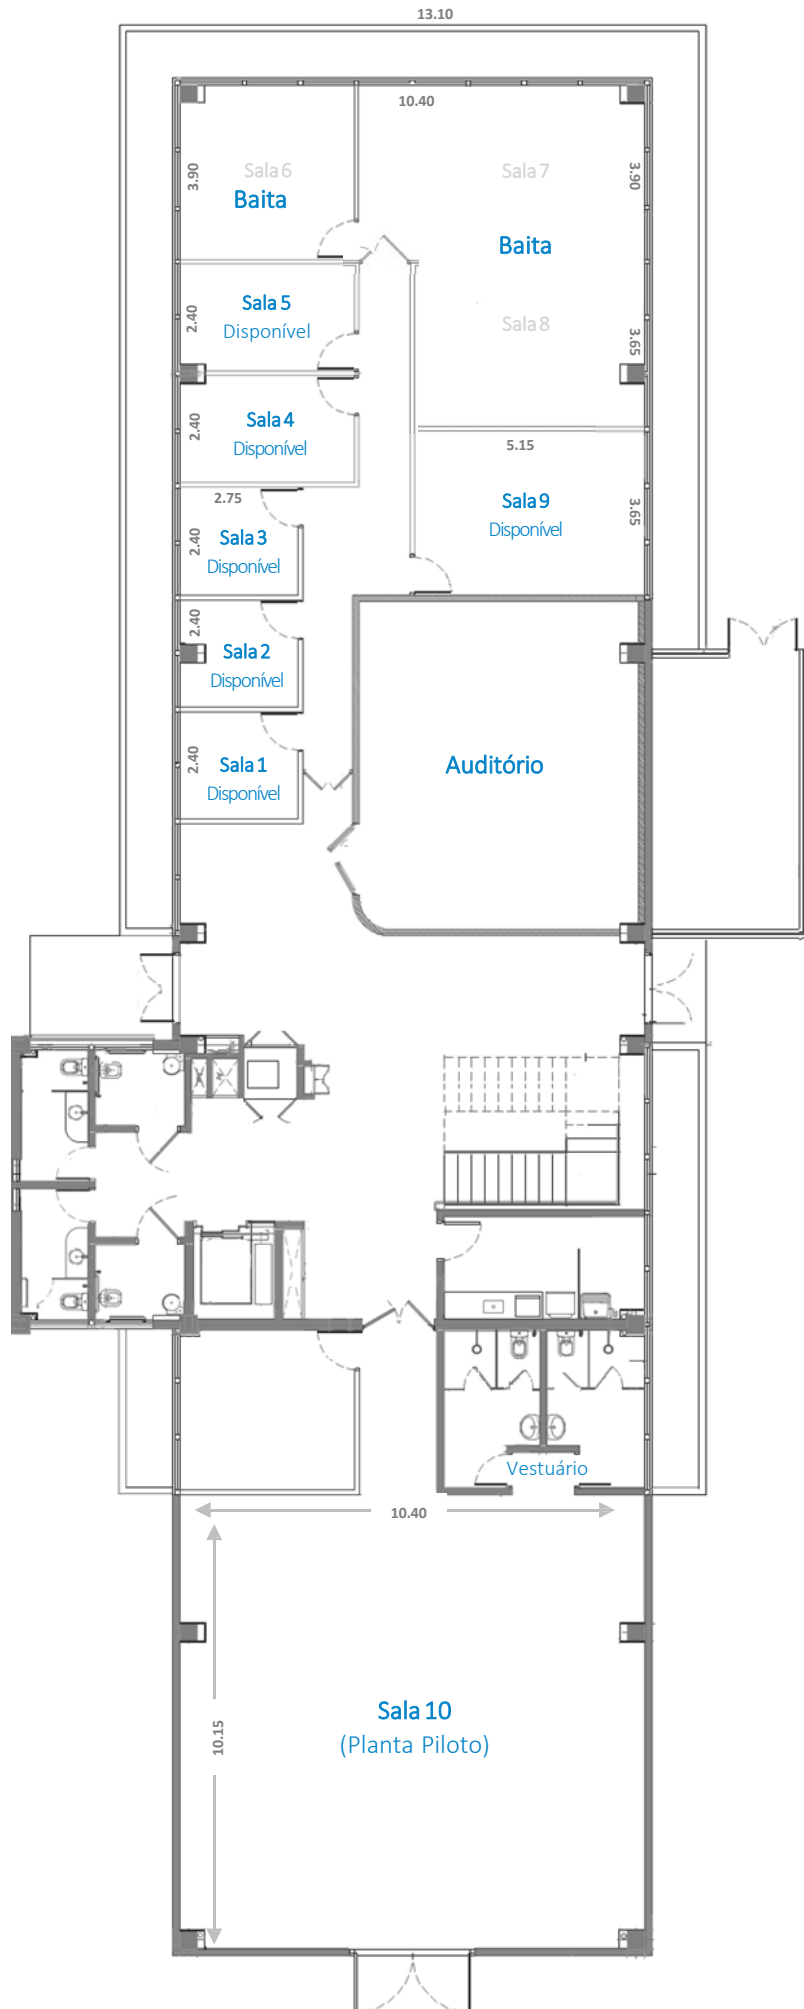 13.10
10.40
3.90
Sala 6
Baita
Sala 7
3.90
Baita
2.40
Sala 5
Disponível
Sala 8
3.65
2.40
Sala 4
Disponível
5.15
2.75
Sala 9
Disponível
3.65
2.40
Sala 3
Disponível
2.40
Sala 2
Disponível
2.40
Sala 1
Disponível
Auditório
Vestuário
10.40
10.15
Sala 10
(Planta Piloto)